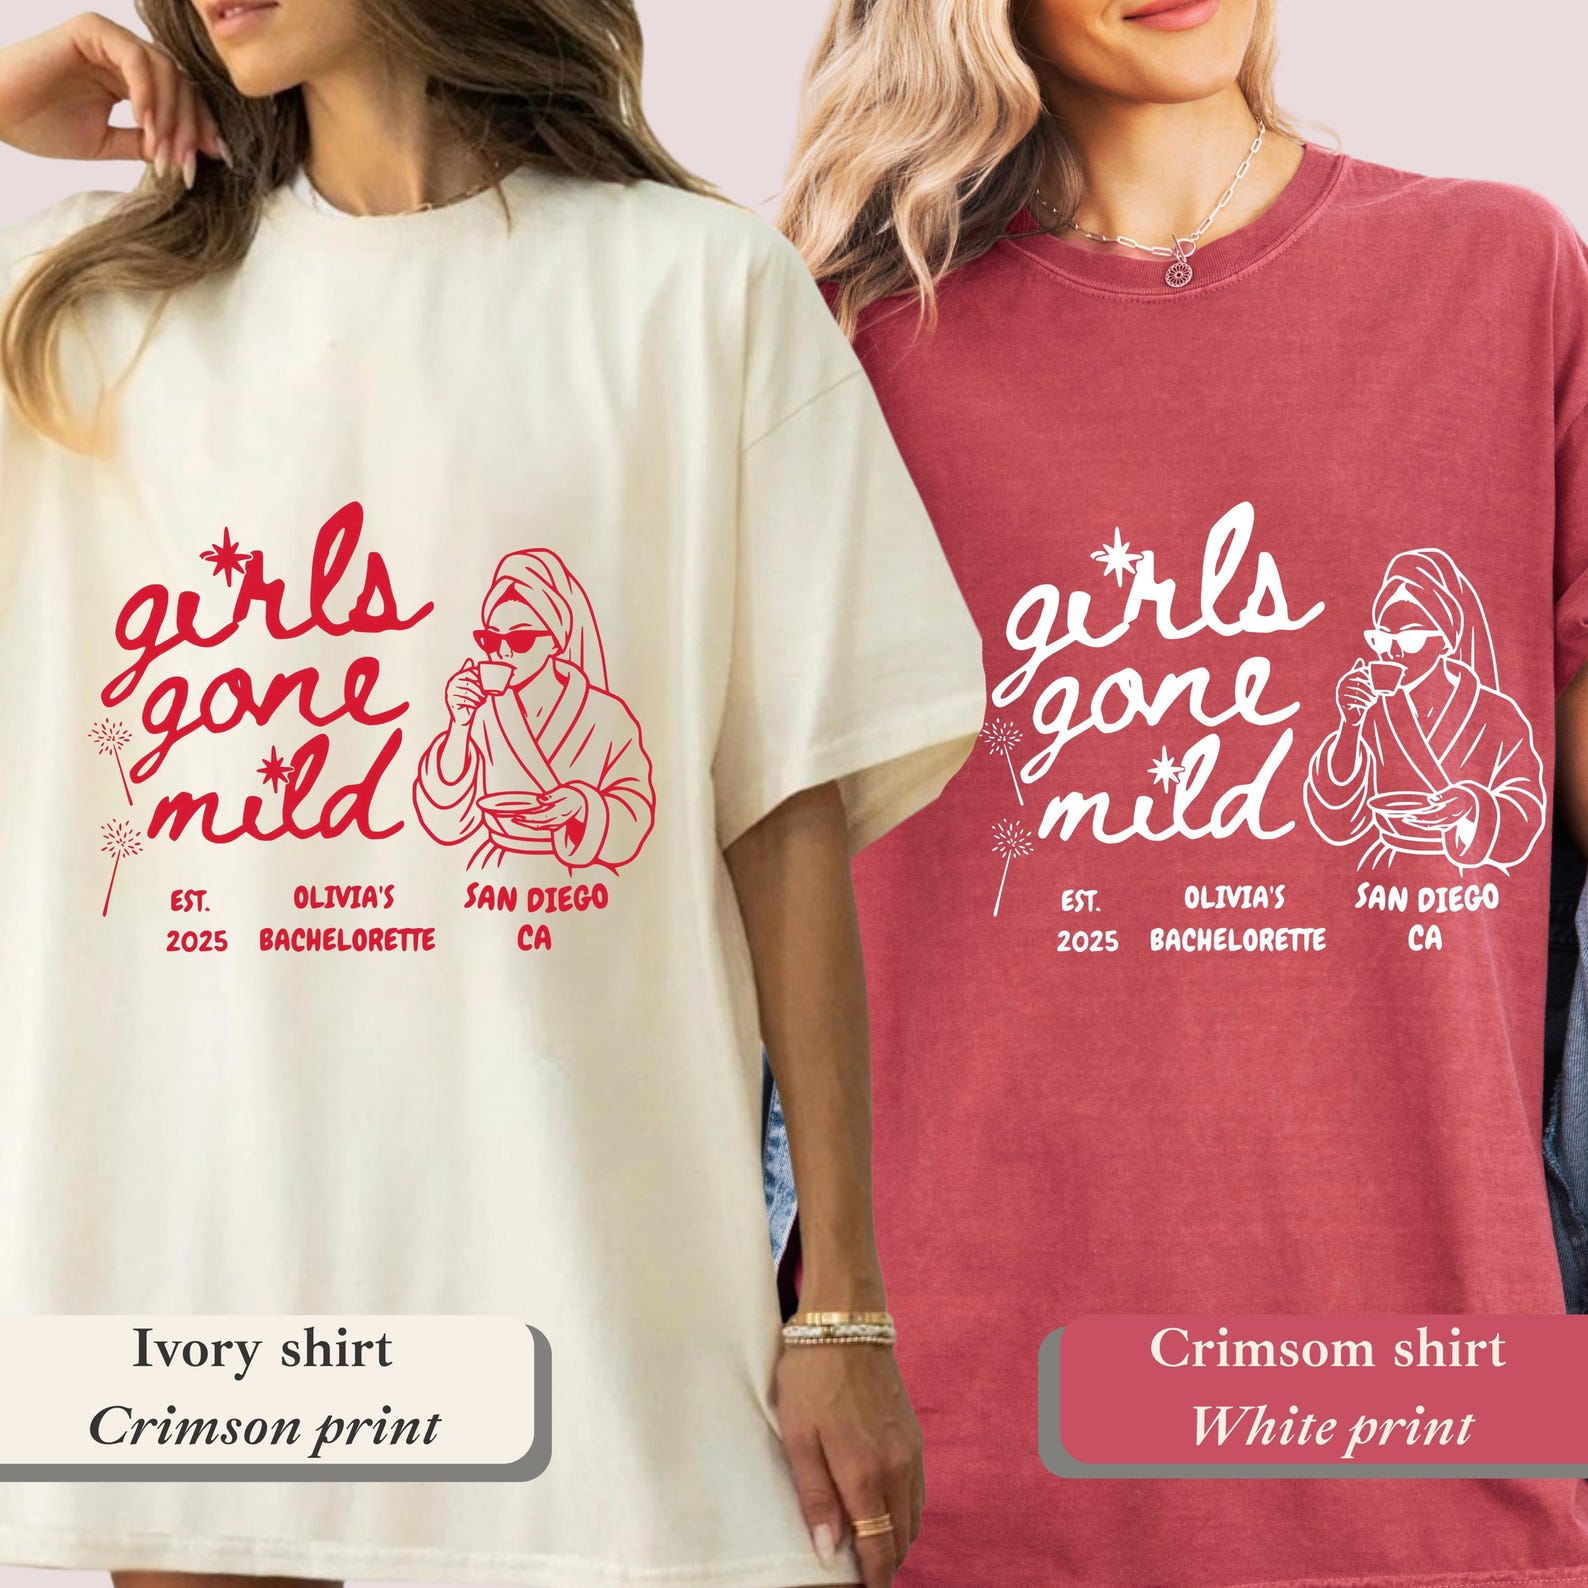 girls
gone
mild
EST.
2025
OLIVIA'S
BACHELORETTE
SAN DIEGO
CA
girls
gone
mild
EST.
2025
OLIVIA'S
BACHELORETTE
SAN DIEGO
CA
Ivory shirt
Crimson print
Crimsom shirt
White print